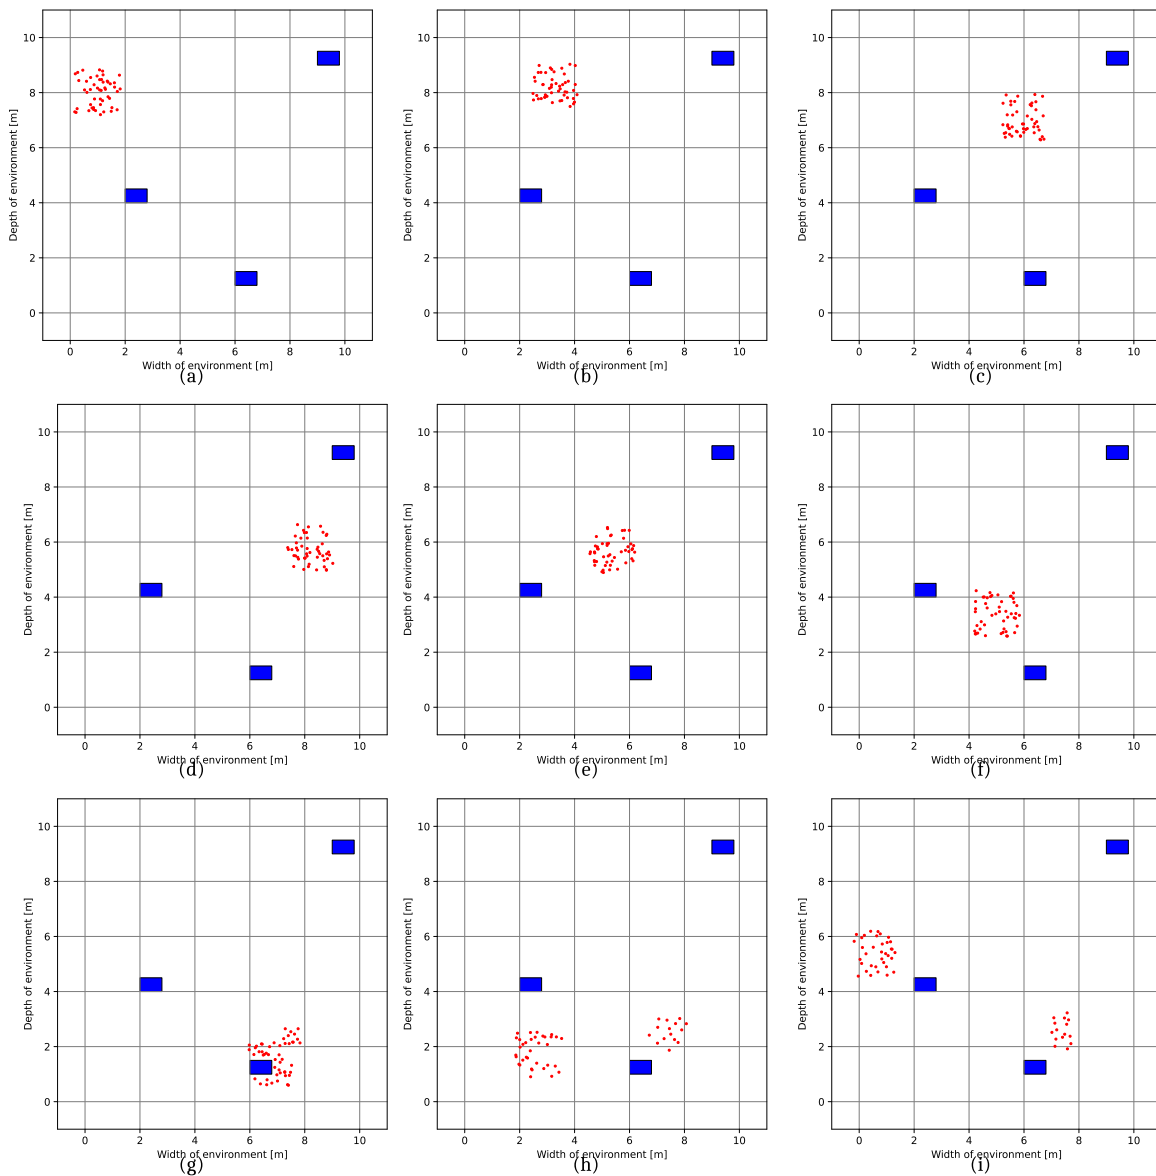 10
8
6
4
2
0
Depth of environment [m]
0 2 4 6 8 10
Width of environment [m]
(a)
10
8
6
4
2
0
Depth of environment [m]
0 2 4 6 8 10
Width of environment [m]
(b)
10
8
6
4
2
0
Depth of environment [m]
0 2 4 6 8 10
Width of environment [m]
(c)
10
8
6
4
2
0
Depth of environment [m]
0 2 4 6 8 10
Width of environment [m]
(d)
10
8
6
4
2
0
Depth of environment [m]
0 2 4 6 8 10
Width of environment [m]
(e)
10
8
6
4
2
0
Depth of environment [m]
0 2 4 6 8 10
Width of environment [m]
(f)
10
8
6
4
2
0
Depth of environment [m]
0 2 4 6 8 10
Width of environment [m]
(g)
10
8
6
4
2
0
Depth of environment [m]
0 2 4 6 8 10
Width of environment [m]
(h)
10
8
6
4
2
0
Depth of environment [m]
0 2 4 6 8 10
Width of environment [m]
(i)